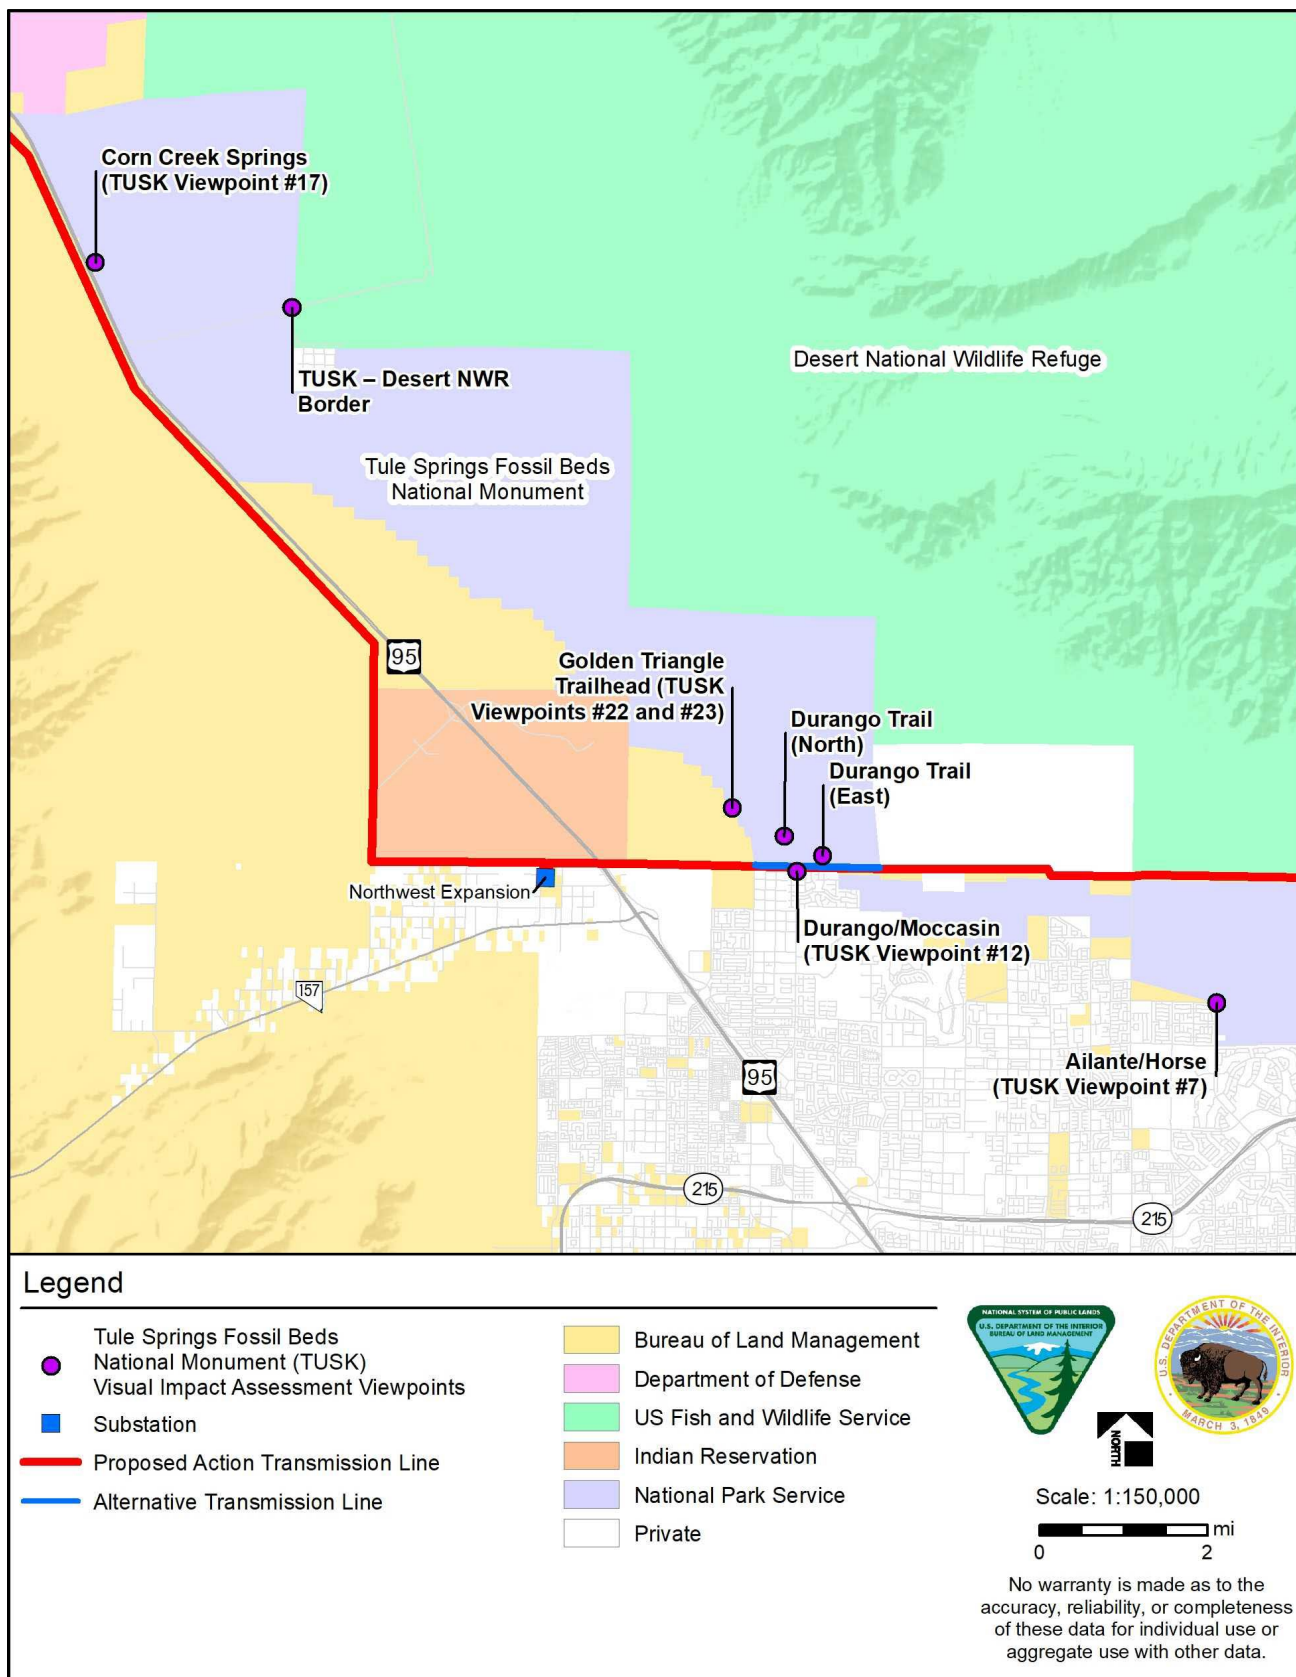 Corn Creek Springs
(TUSK Viewpoint #17)
TUSK – Desert NWR
Border
Desert National Wildlife Refuge
Tule Springs Fossil Beds
National Monument
95
Golden Triangle
Trailhead (TUSK
Viewpoints #22 and #23)
Durango Trail
(North)
Durango Trail
(East)
Northwest Expansion
Durango/Moccasin
(TUSK Viewpoint #12)
157
95
Ailante/Horse
(TUSK Viewpoint #7)
215
215
Legend
Tule Springs Fossil Beds
National Monument (TUSK)
Visual Impact Assessment Viewpoints
Substation
Proposed Action Transmission Line
Alternative Transmission Line
Bureau of Land Management
Department of Defense
US Fish and Wildlife Service
Indian Reservation
National Park Service
Private
NATIONAL SYSTEM OF PUBLIC LANDS
U.S. DEPARTMENT OF THE INTERIOR
BUREAU OF LAND MANAGEMENT
U.S. DEPARTMENT OF THE INTERIOR
MARCH 3, 1849
NORTH
Scale: 1:150,000
mi
0 2
No warranty is made as to the
accuracy, reliability, or completeness
of these data for individual use or
aggregate use with other data.